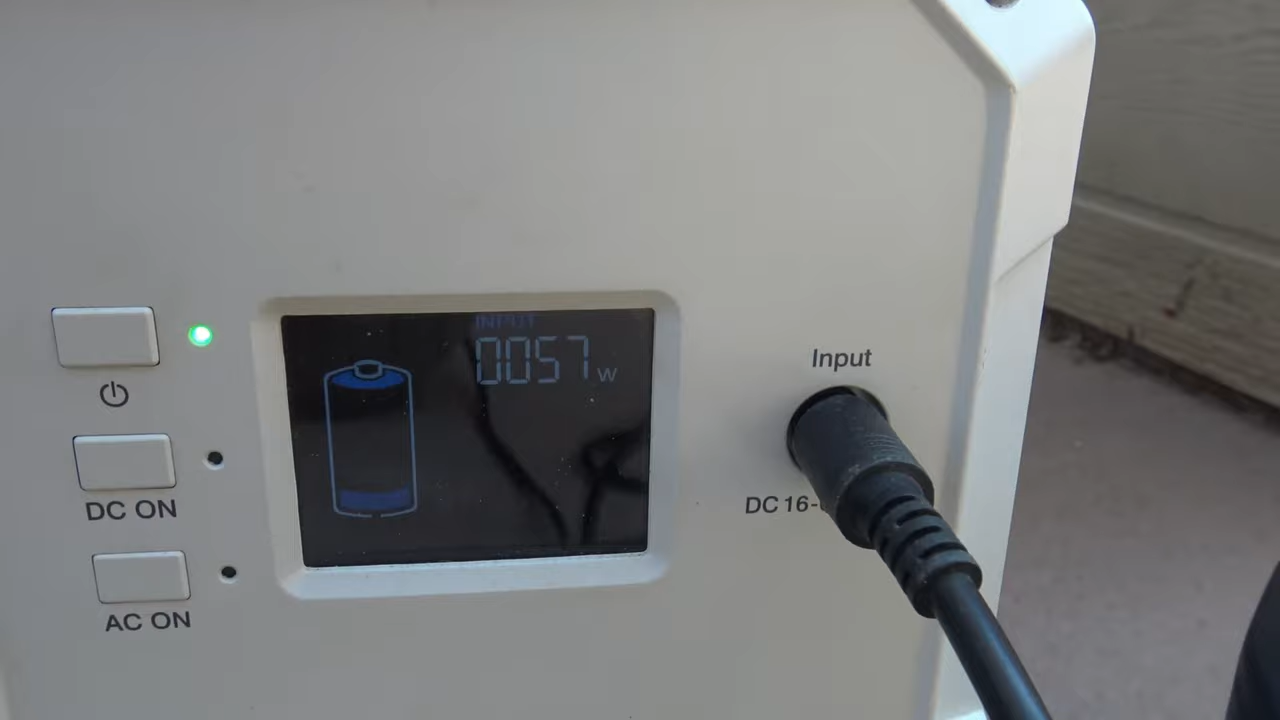 INPUT
0057 W
Input
DC ON
DC 16-
AC ON